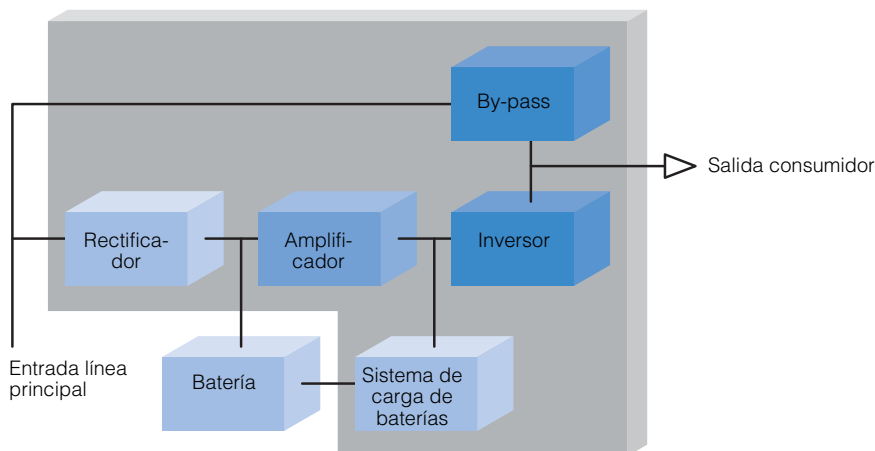 By-pass
Salida consumidor
Rectifica-
dor
Amplifi-
cador
Inversor
Entrada línea
principal
Batería
Sistema de
carga de
baterías